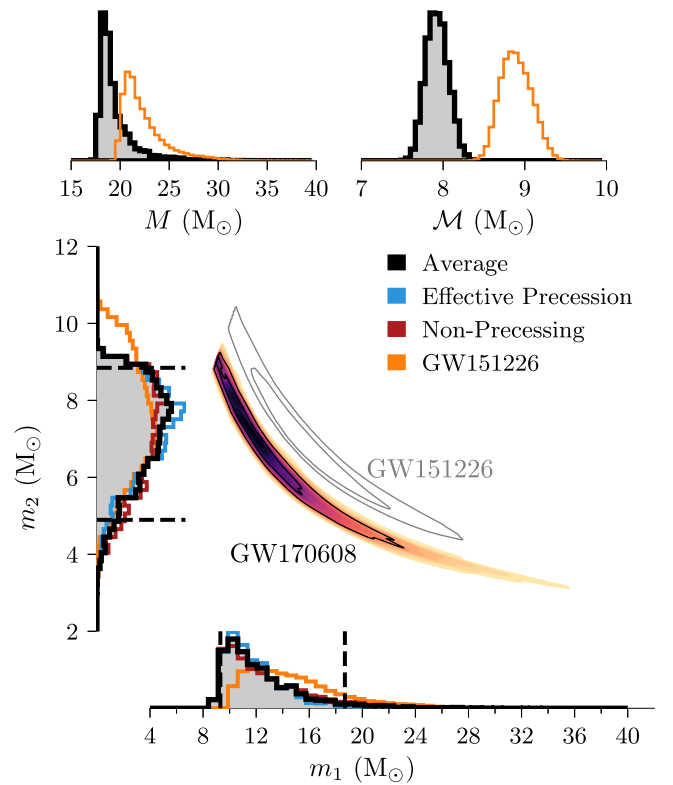 15 20 25 30 35 40
M (M☉)
7 8 9 10
ℳ (M☉)
12
10
8
6
4
2
m₂ (M☉)
Average
Effective Precession
Non-Precessing
GW151226
GW151226
GW170608
4 8 12 16 20 24 28 32 36 40
m₁ (M☉)